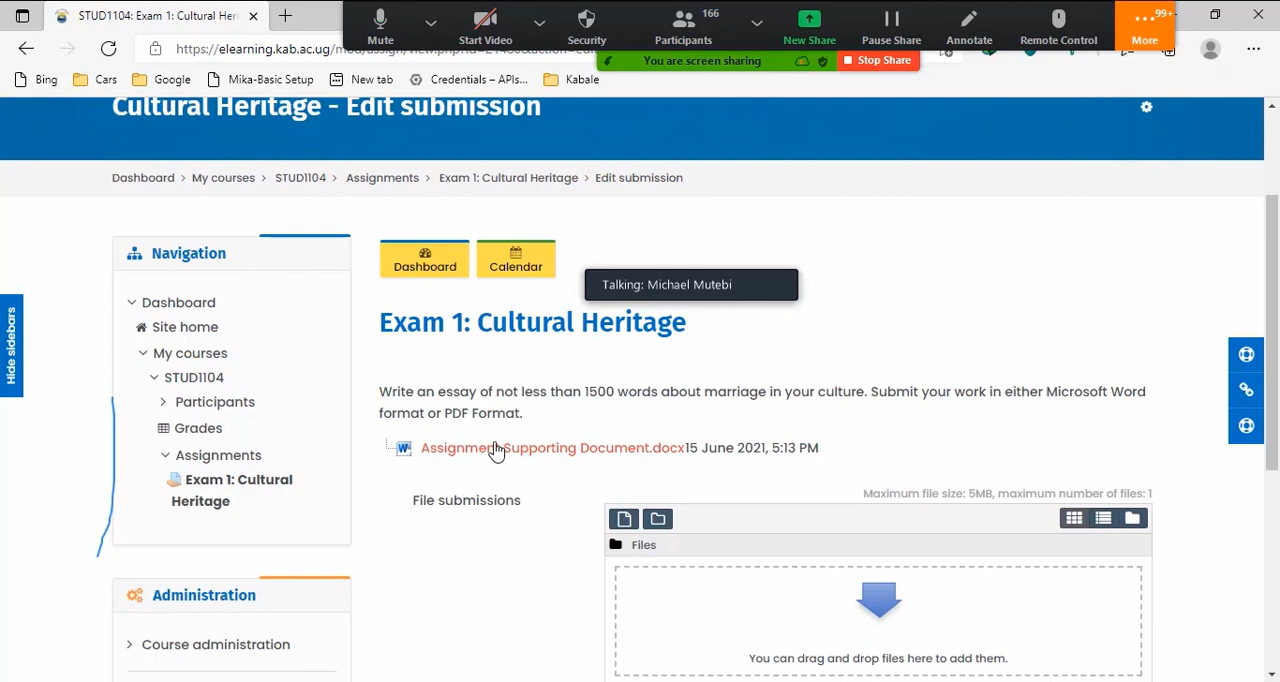 STUD1104: Exam 1: Cultural Heri
Mute
Start Video
Security
166
Participants
New Share
Pause Share
Annotate
Remote Control
99+
More
https://elearning.kab.ac.ug/
You are screen sharing
Stop Share
Bing
Cars
Google
Mika-Basic Setup
New tab
Credentials – APIs...
Kabale
Cultural Heritage - Edit submission
Dashboard > My courses > STUD1104 > Assignments > Exam 1: Cultural Heritage > Edit submission
Hide sidebars
Navigation
Dashboard
Site home
My courses
STUD1104
Participants
Grades
Assignments
Exam 1: Cultural
Heritage
Administration
Course administration
Dashboard
Calendar
Talking: Michael Mutebi
Exam 1: Cultural Heritage
Write an essay of not less than 1500 words about marriage in your culture. Submit your work in either Microsoft Word
format or PDF Format.
Assignment Supporting Document.docx15 June 2021, 5:13 PM
File submissions
Maximum file size: 5MB, maximum number of files: 1
Files
You can drag and drop files here to add them.